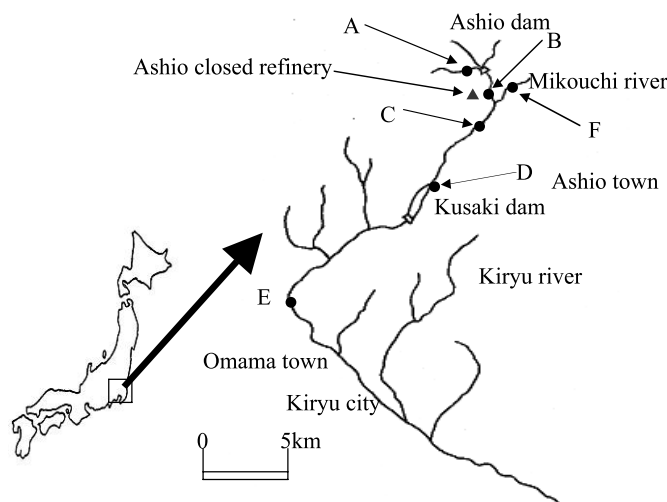 A
Ashio dam
B
Ashio closed refinery
Mikouchi river
C
F
D
Ashio town
Kusaki dam
Kiryu river
E
Omama town
Kiryu city
0
5km